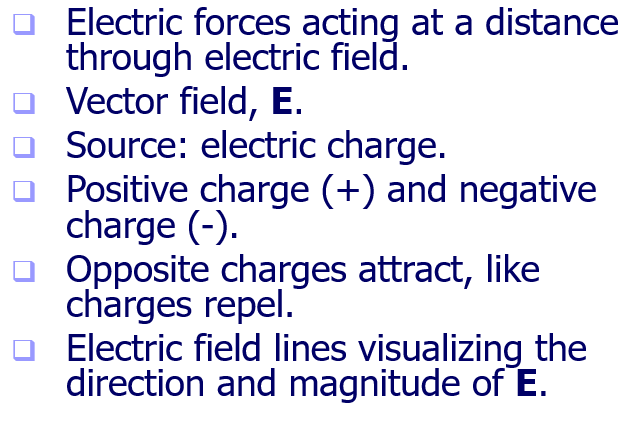 Electric forces acting at a distance
through electric field.
Vector field, E.
Source: electric charge.
Positive charge (+) and negative
charge (-).
Opposite charges attract, like
charges repel.
Electric field lines visualizing the
direction and magnitude of E.